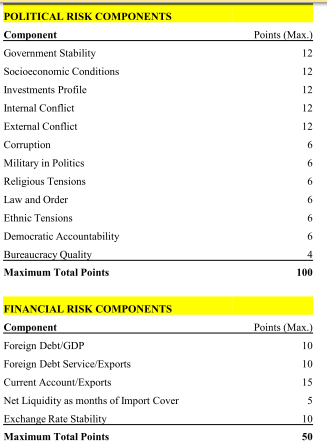 POLITICAL RISK COMPONENTS
Component Points (Max.)
Government Stability 12
Socioeconomic Conditions 12
Investments Profile 12
Internal Conflict 12
External Conflict 12
Corruption 6
Military in Politics 6
Religious Tensions 6
Law and Order 6
Ethnic Tensions 6
Democratic Accountability 6
Bureaucracy Quality 4
Maximum Total Points 100
FINANCIAL RISK COMPONENTS
Component Points (Max.)
Foreign Debt/GDP 10
Foreign Debt Service/Exports 10
Current Account/Exports 15
Net Liquidity as months of Import Cover 5
Exchange Rate Stability 10
Maximum Total Points 50